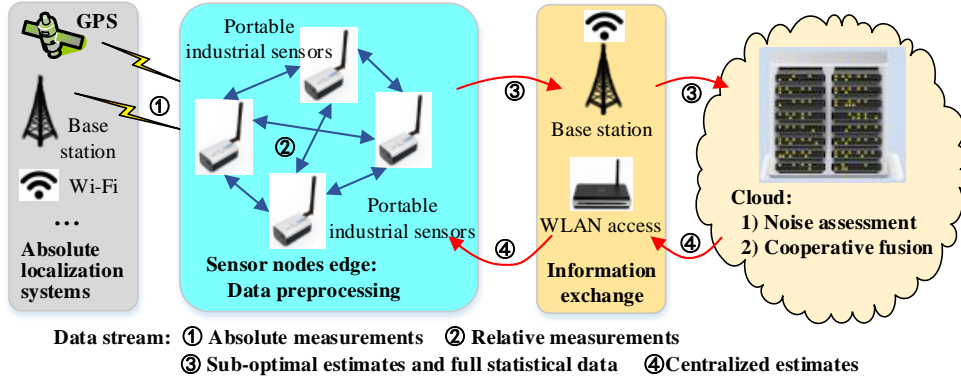 GPS
①
Base
station
Wi-Fi
...
Absolute
localization
systems
Portable
industrial sensors
②
Portable
industrial sensors
Sensor nodes edge:
Data preprocessing
③
④
Base station
WLAN access
Information
exchange
③
④
Cloud:
1) Noise assessment
2) Cooperative fusion
Data stream: ① Absolute measurements ② Relative measurements
③ Sub-optimal estimates and full statistical data ④Centralized estimates